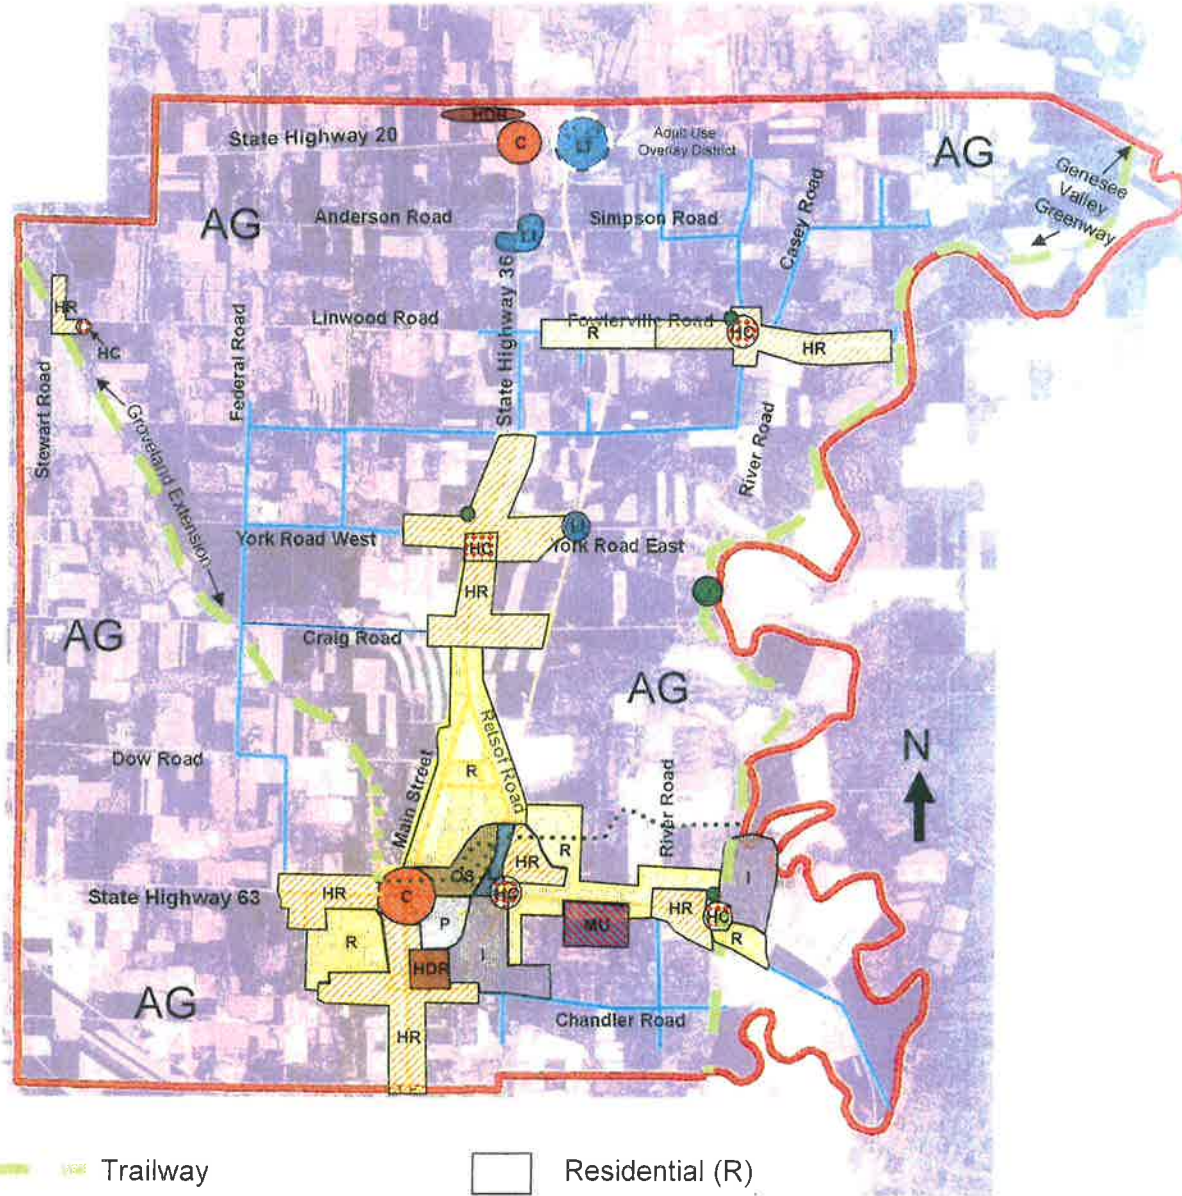 HDR
State Highway 20
C
LI
Adult Use
Overlay District
AG
Genesee
Valley
Greenway
AG
Anderson Road
Simpson Road
Casey Road
LI
State Highway 36
HR
Linwood Road
Fowlerville Road
R
HC
HR
HC
Federal Road
Stewart Road
Groveland Extension
River Road
York Road West
HC
LI
York Road East
HR
AG
Craig Road
AG
Retsof Road
N
Dow Road
Main Street
R
River Road
HR
R
OS
I
State Highway 63
HR
C
HC
P
MU
HR
HC
R
R
HDR
I
AG
Chandler Road
HR
Trailway
Residential (R)